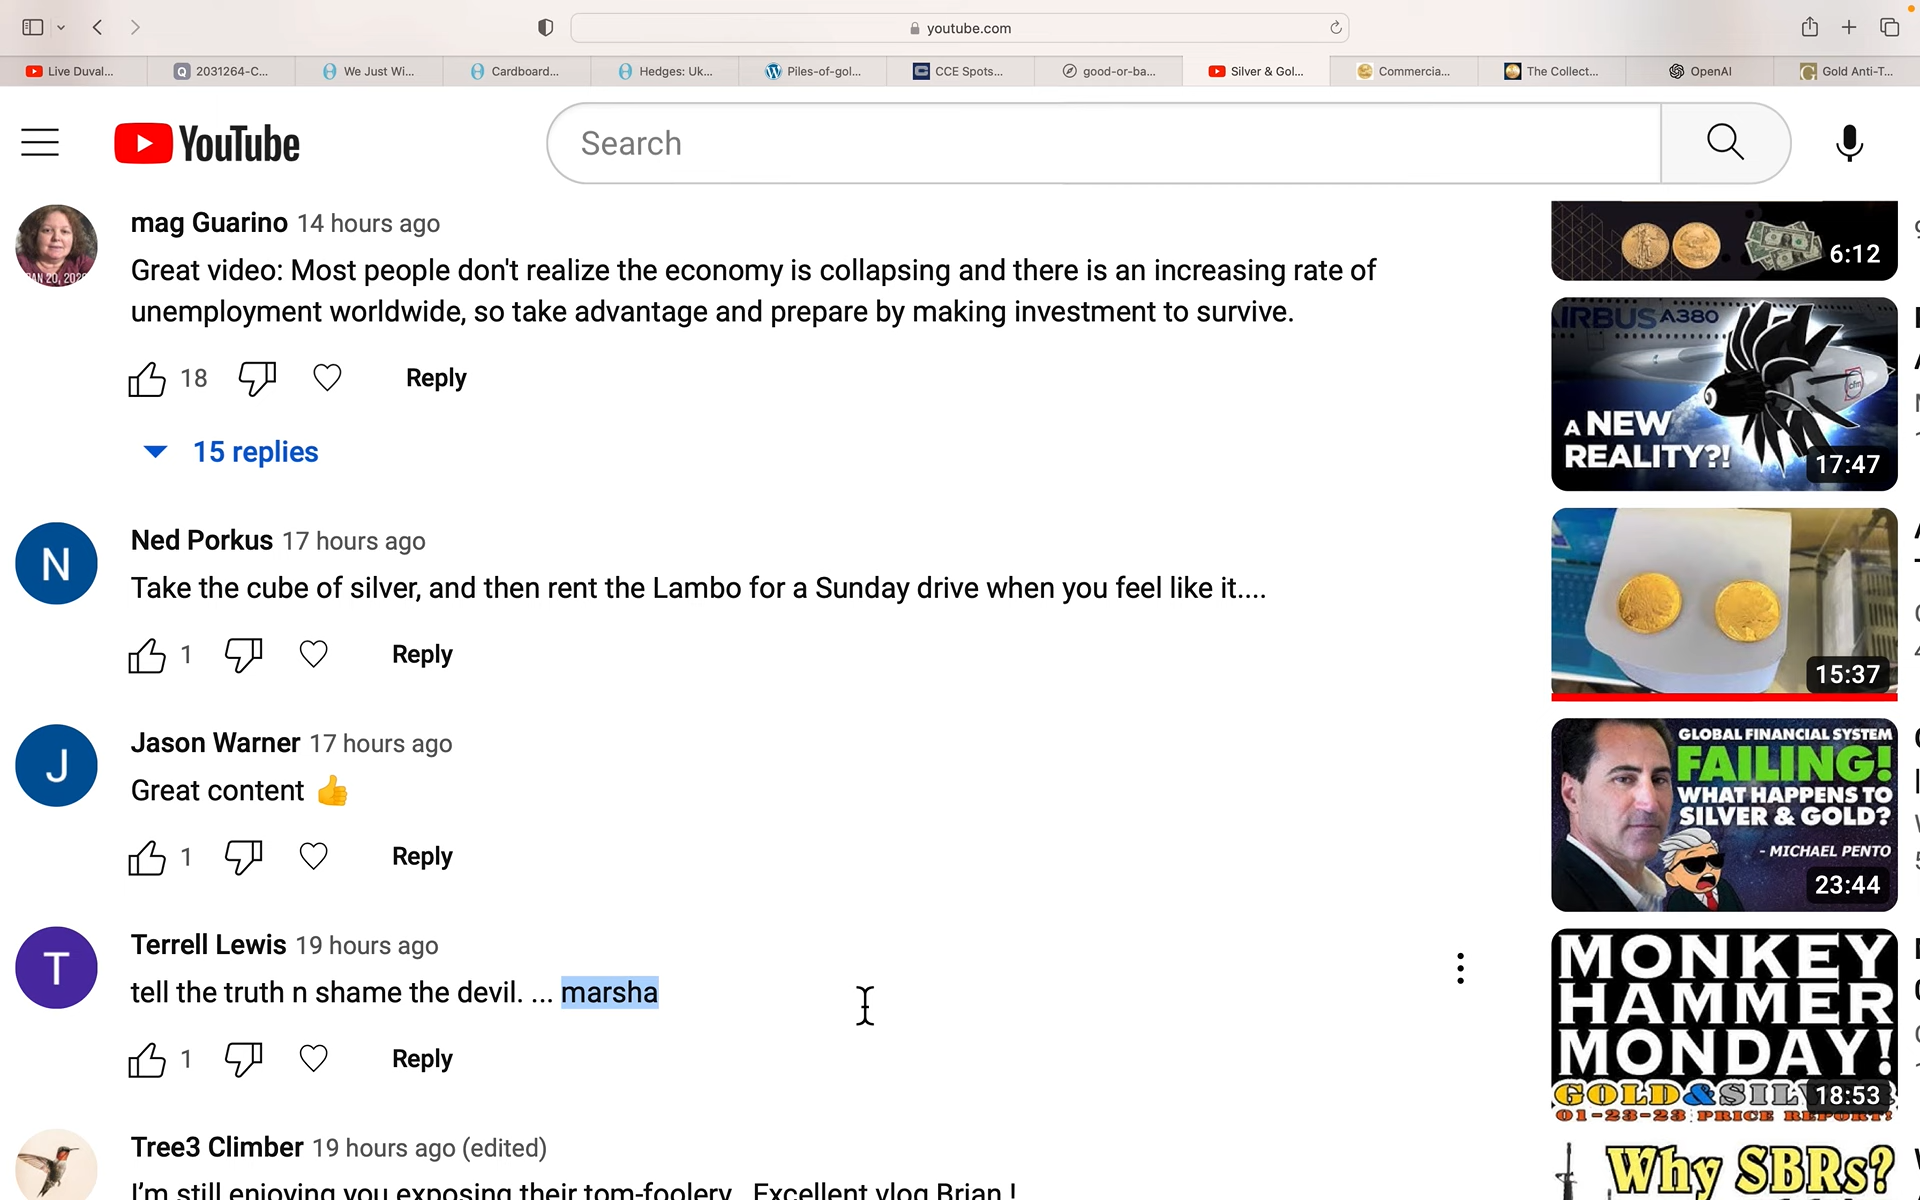 youtube.com
Live Duval...
2031264-C...
We Just Wi...
Cardboard...
Hedges: Uk...
Piles-of-gol...
CCE Spots...
good-or-ba...
Silver & Gol...
Commercia...
The Collect...
OpenAI
Gold Anti-T...
YouTube
Search
mag Guarino 14 hours ago
Great video: Most people don't realize the economy is collapsing and there is an increasing rate of
unemployment worldwide, so take advantage and prepare by making investment to survive.
18 Reply
15 replies
N
Ned Porkus 17 hours ago
Take the cube of silver, and then rent the Lambo for a Sunday drive when you feel like it....
1 Reply
J
Jason Warner 17 hours ago
Great content 👍
1 Reply
T
Terrell Lewis 19 hours ago
tell the truth n shame the devil. ... marsha
1 Reply
Tree3 Climber 19 hours ago (edited)
I'm still enjoying you exposing their tom-foolery. Excellent vlog Brian !
6:12
AIRBUS A380
cfm
A NEW
REALITY?!
17:47
15:37
GLOBAL FINANCIAL SYSTEM
FAILING!
WHAT HAPPENS TO
SILVER & GOLD?
- MICHAEL PENTO
23:44
MONKEY
HAMMER
MONDAY!
GOLD&SIL
18:53
01-23-23 PRICE REPORT!
Why SBRs?